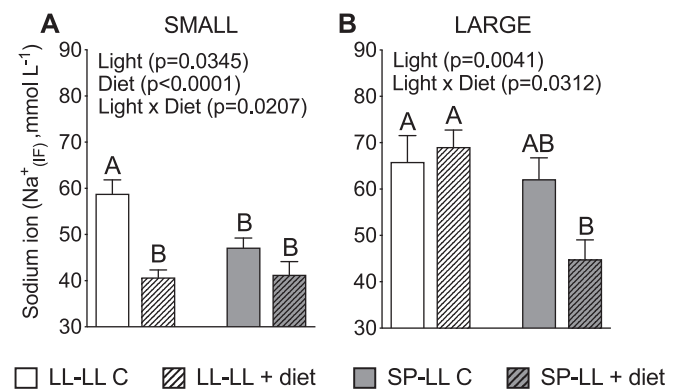 A SMALL
Light (p=0.0345)
Diet (p<0.0001)
Light x Diet (p=0.0207)
Sodium ion (Na⁺(IF) ,mmol L⁻¹)
90
80
70
60
50
40
30
A
B
B
B
B LARGE
Light (p=0.0041)
Light x Diet (p=0.0312)
90
80
70
60
50
40
30
A
A
AB
B
LL-LL C LL-LL + diet SP-LL C SP-LL + diet